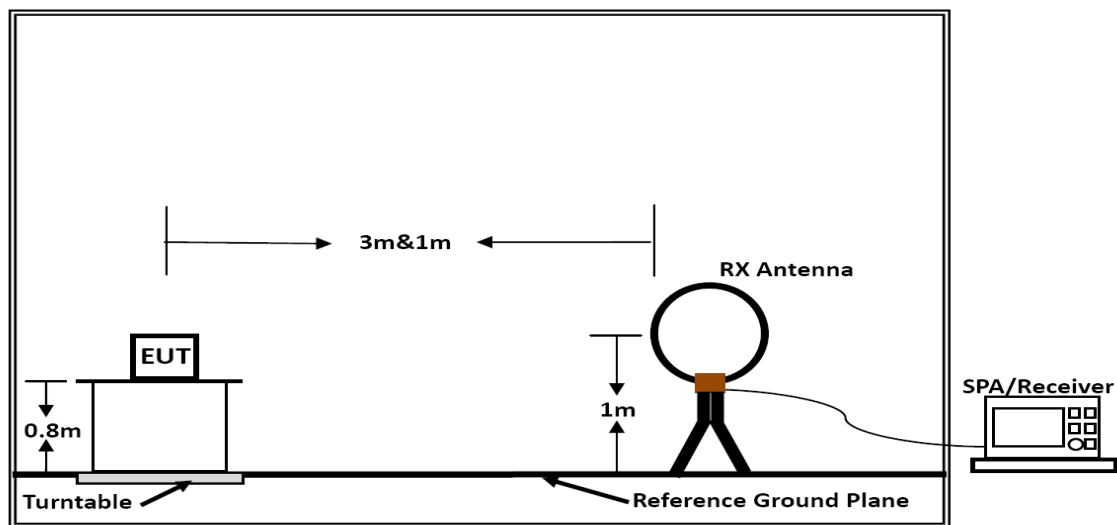 3m&1m
RX Antenna
EUT
SPA/Receiver
0.8m
1m
Turntable
Reference Ground Plane